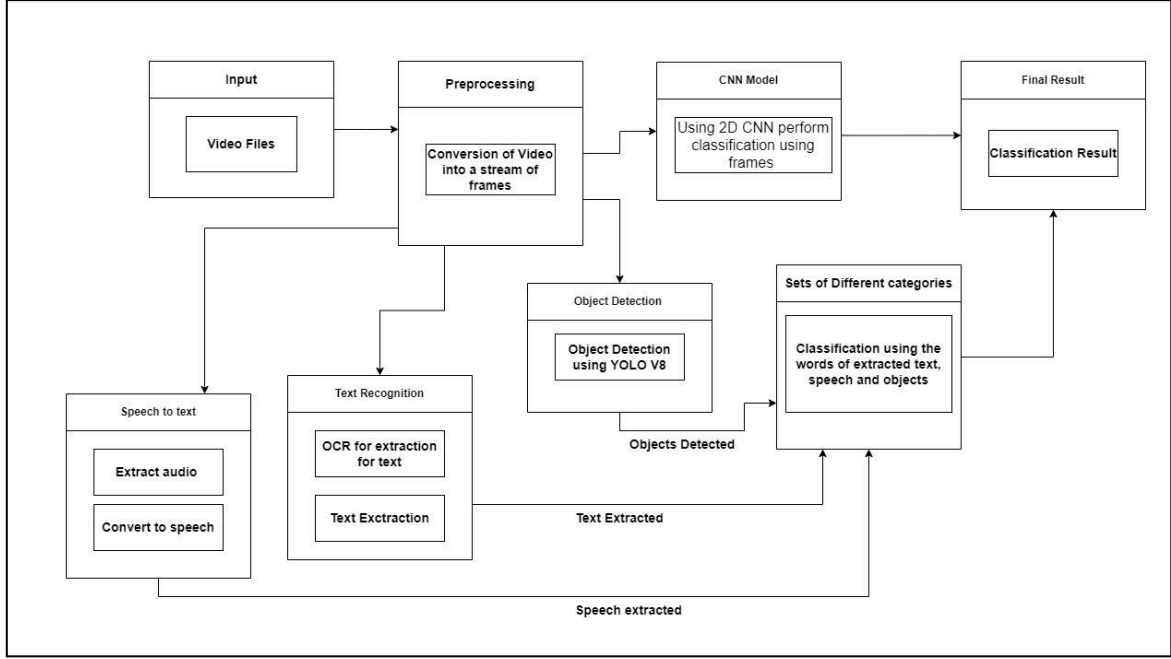 Input
Video Files
Preprocessing
Conversion of Video
into a stream of
frames
CNN Model
Using 2D CNN perform
classification using
frames
Final Result
Classification Result
Object Detection
Object Detection
using YOLO V8
Objects Detected
Sets of Different categories
Classification using the
words of extracted text,
speech and objects
Text Recognition
OCR for extraction
for text
Text Exctraction
Text Extracted
Speech to text
Extract audio
Convert to speech
Speech extracted